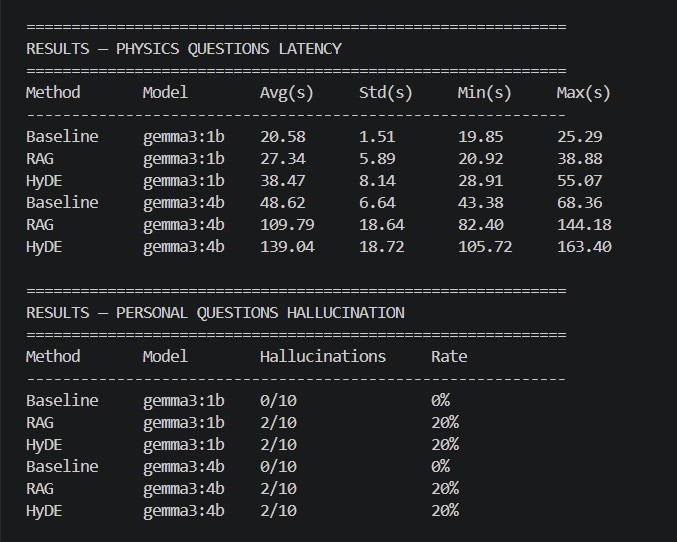 ============================================================
RESULTS — PHYSICS QUESTIONS LATENCY
============================================================
Method     Model        Avg(s)     Std(s)     Min(s)     Max(s)
------------------------------------------------------------
Baseline     gemma3:1b    20.58      1.51       19.85      25.29
RAG          gemma3:1b    27.34      5.89       20.92      38.88
HyDE         gemma3:1b    38.47      8.14       28.91      55.07
Baseline     gemma3:4b    48.62      6.64       43.38      68.36
RAG          gemma3:4b    109.79     18.64      82.40      144.18
HyDE         gemma3:4b    139.04     18.72      105.72     163.40
============================================================
RESULTS — PERSONAL QUESTIONS HALLUCINATION
============================================================
Method       Model        Hallucinations     Rate
------------------------------------------------------------
Baseline     gemma3:1b    0/10               0%
RAG          gemma3:1b    2/10               20%
HyDE         gemma3:1b    2/10               20%
Baseline     gemma3:4b    0/10               0%
RAG          gemma3:4b    2/10               20%
HyDE         gemma3:4b    2/10               20%